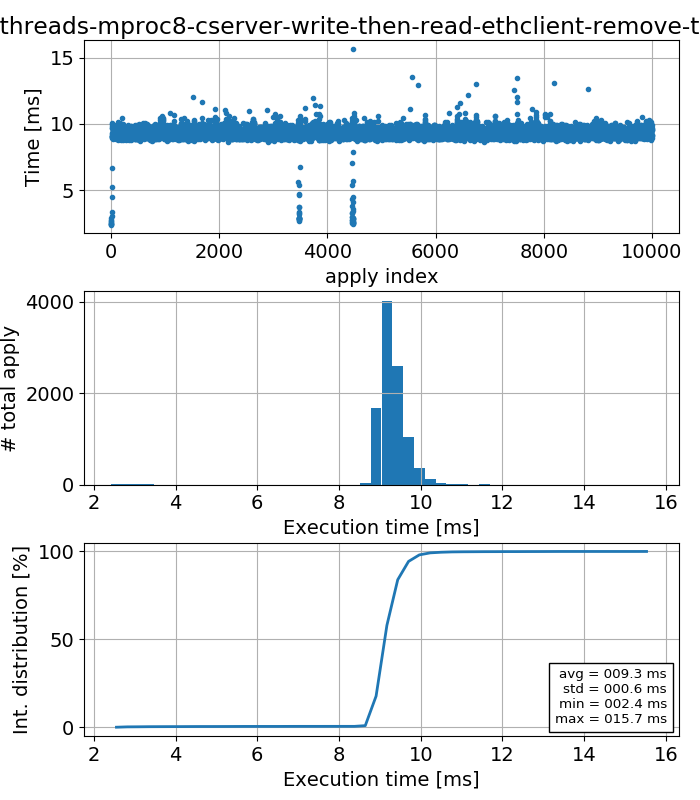 threads-mproc8-cserver-write-then-read-ethclient-remove-t
15
10
5
Time [ms]
0 2000 4000 6000 8000 10000
apply index
4000
2000
0
# total apply
2 4 6 8 10 12 14 16
Execution time [ms]
100
50
0
Int. distribution [%]
avg = 009.3 ms
std = 000.6 ms
min = 002.4 ms
max = 015.7 ms
2 4 6 8 10 12 14 16
Execution time [ms]